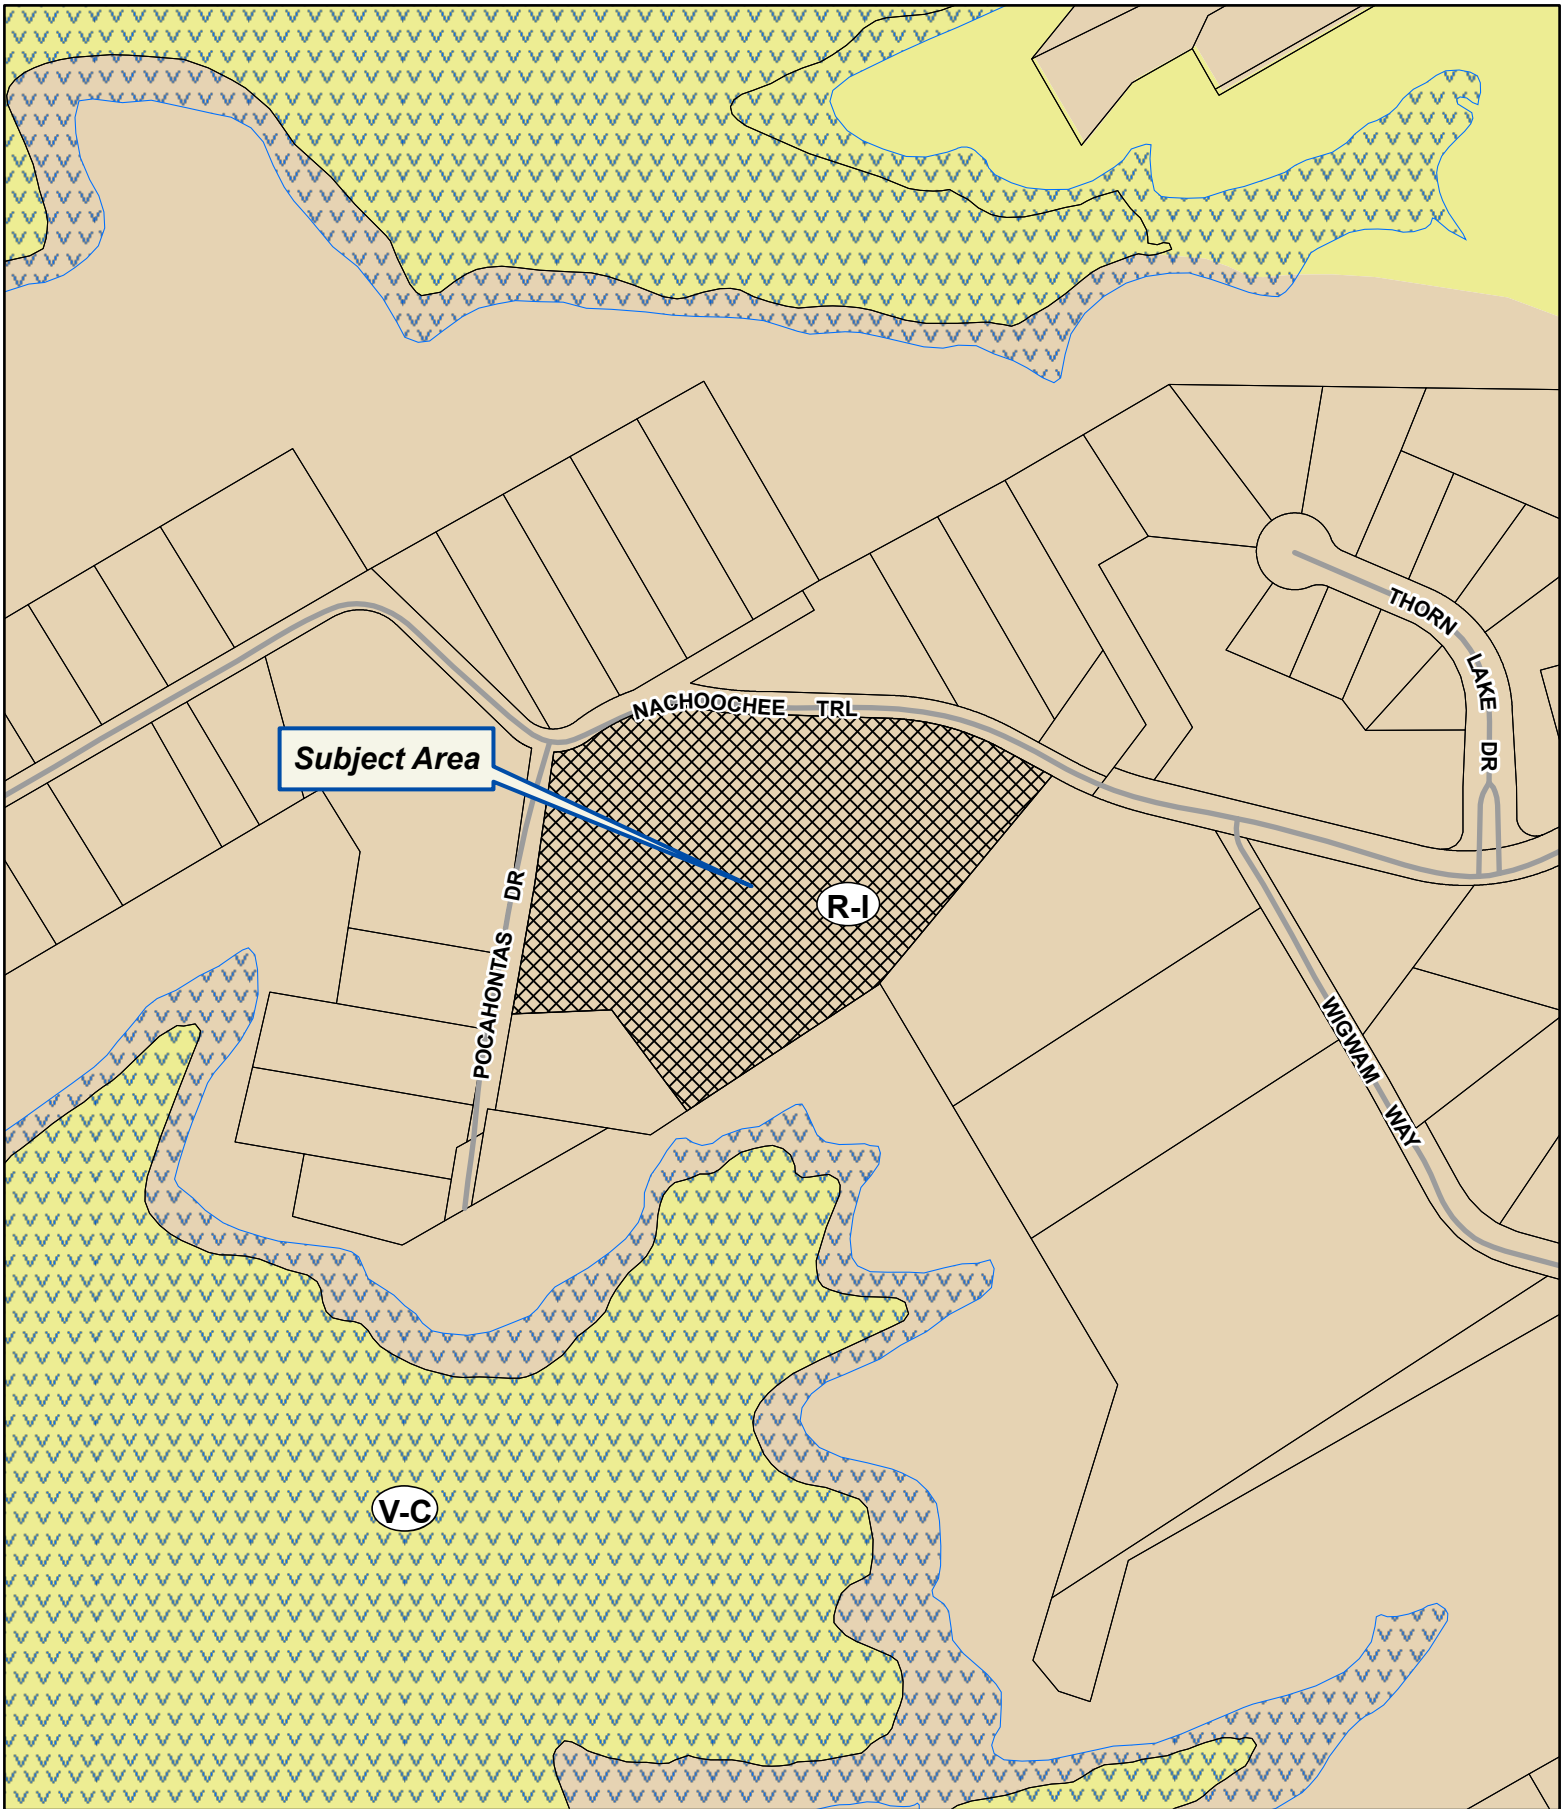 THORN
LAKE
DR
NACHOOCHEE TRL
Subject Area
DR
POCAHONTAS
R-I
WIGWAM
WAY
V-C